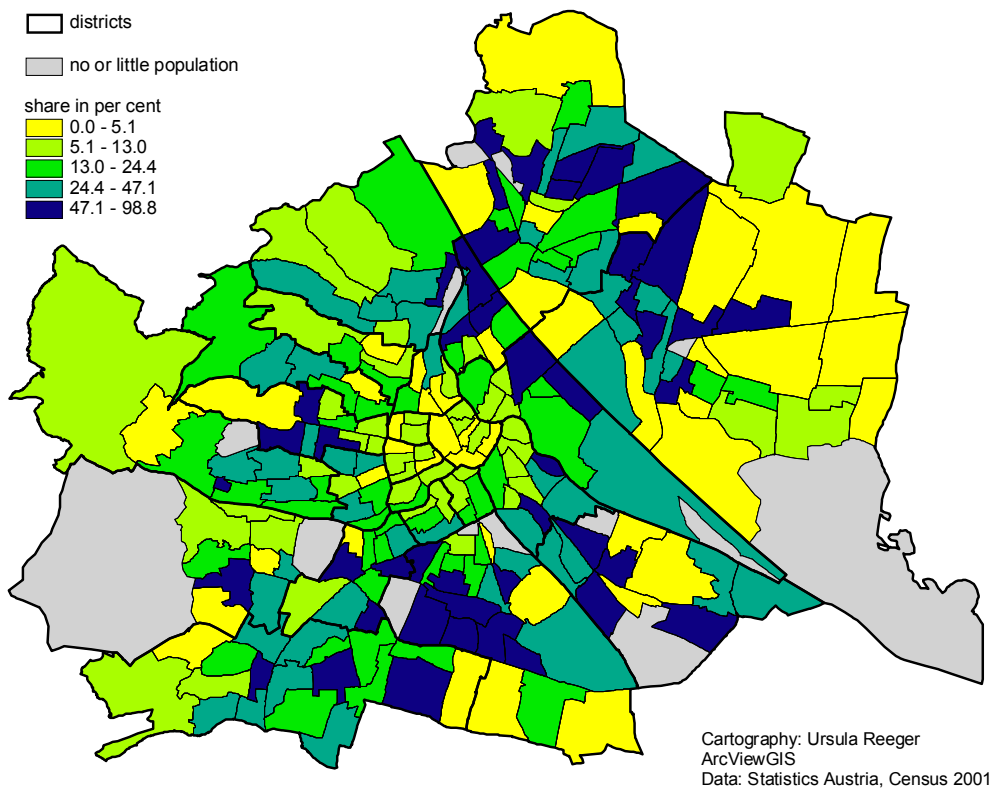 districts
no or little population
share in per cent
0.0 - 5.1
5.1 - 13.0
13.0 - 24.4
24.4 - 47.1
47.1 - 98.8
Cartography: Ursula Reeger
ArcViewGIS
Data: Statistics Austria, Census 2001